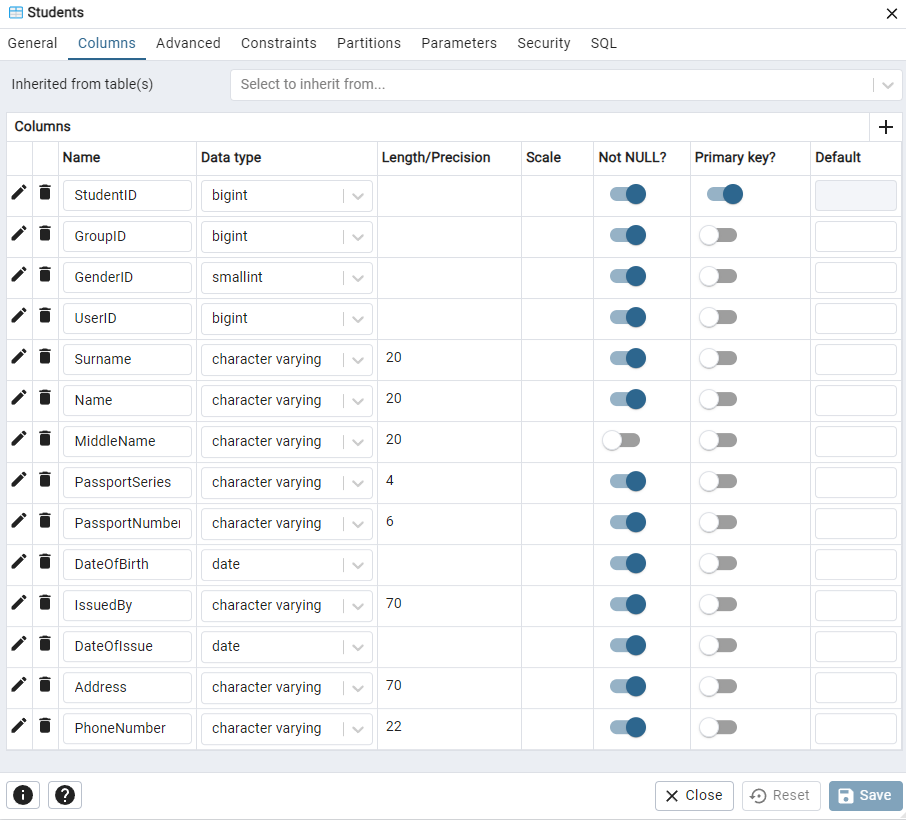 Students
General Columns Advanced Constraints Partitions Parameters Security SQL
Inherited from table(s) Select to inherit from...
Columns
Name Data type Length/Precision Scale Not NULL? Primary key? Default
StudentID bigint
GroupID bigint
GenderID smallint
UserID bigint
Surname character varying 20
Name character varying 20
MiddleName character varying 20
PassportSeries character varying 4
PassportNumber character varying 6
DateOfBirth date
IssuedBy character varying 70
DateOfIssue date
Address character varying 70
PhoneNumber character varying 22
Close Reset Save